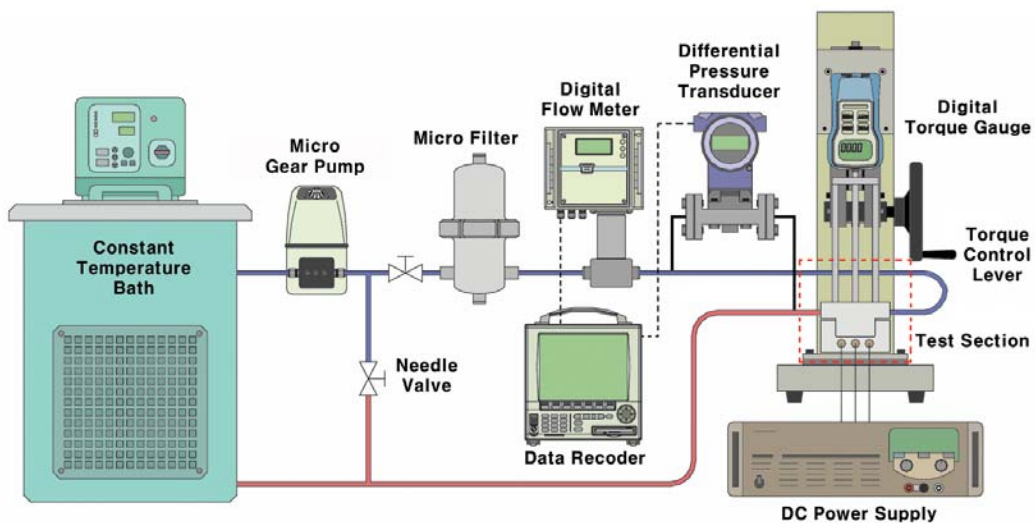 Constant
Temperature
Bath
Micro
Gear Pump
Micro Filter
Digital
Flow Meter
Differential
Pressure
Transducer
Digital
Torque Gauge
0000
Torque
Control
Lever
Test Section
Needle
Valve
Data Recoder
DC Power Supply